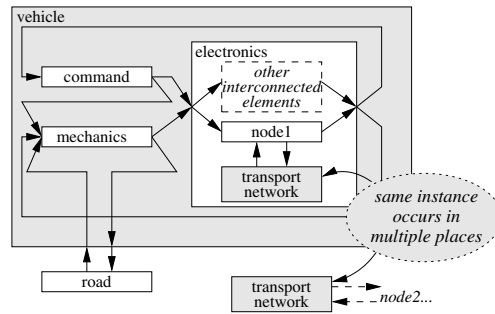 vehicle
electronics
command
other
interconnected
elements
mechanics
node1
transport
network
same instance
occurs in
multiple places
road
transport
network
node2...